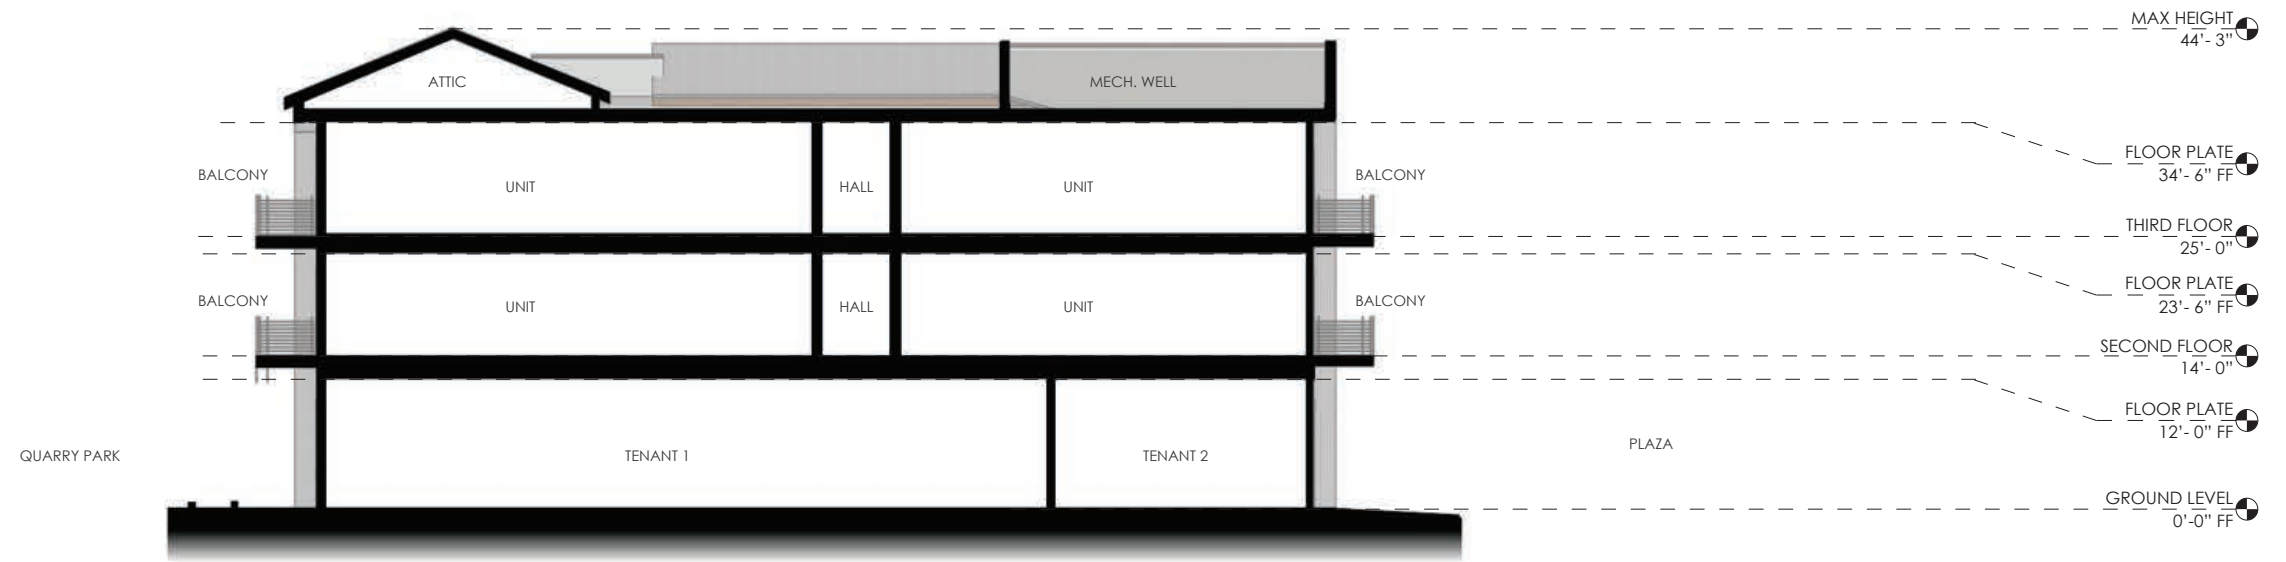 MAX HEIGHT
44'- 3"
ATTIC
MECH. WELL
FLOOR PLATE
34'- 6" FF
BALCONY
UNIT
HALL
UNIT
BALCONY
THIRD FLOOR
25'- 0"
FLOOR PLATE
23'- 6" FF
BALCONY
UNIT
HALL
UNIT
BALCONY
SECOND FLOOR
14'- 0"
FLOOR PLATE
12'- 0" FF
QUARRY PARK
TENANT 1
TENANT 2
PLAZA
GROUND LEVEL
0'-0" FF